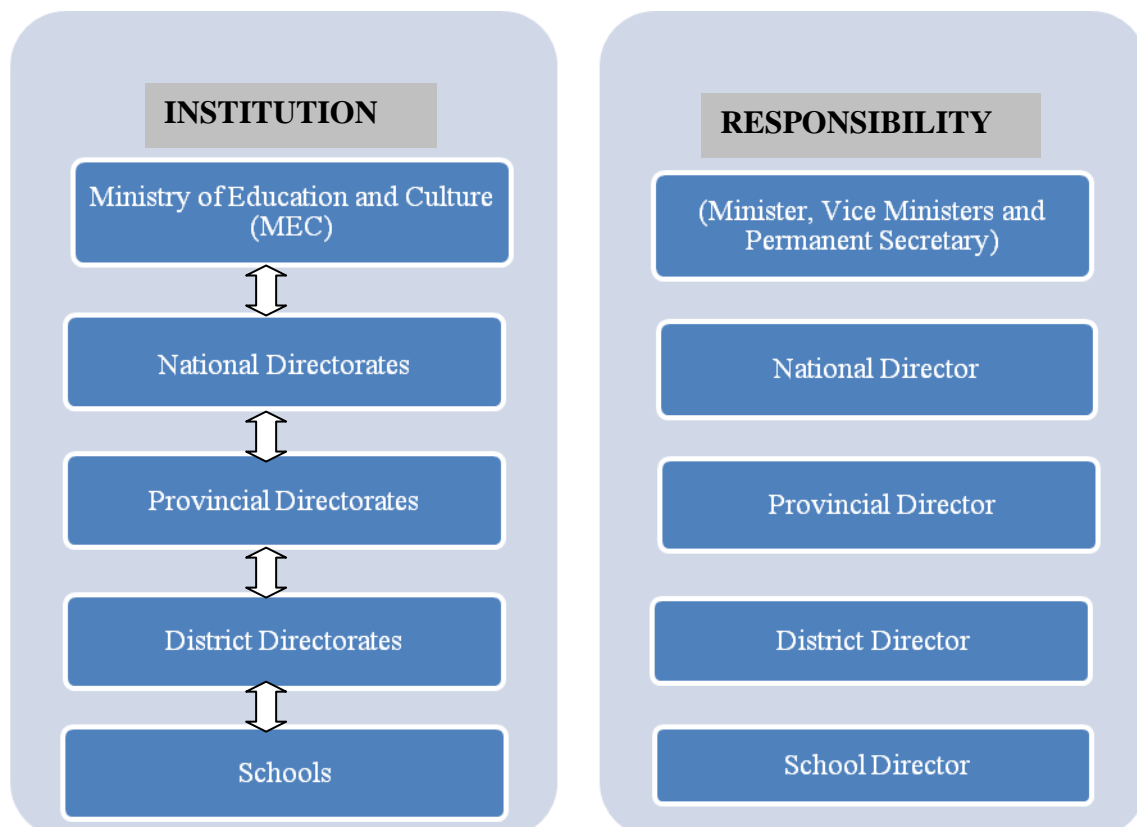 INSTITUTION
Ministry of Education and Culture
(MEC)
National Directorates
Provincial Directorates
District Directorates
Schools
RESPONSIBILITY
(Minister, Vice Ministers and
Permanent Secretary)
National Director
Provincial Director
District Director
School Director